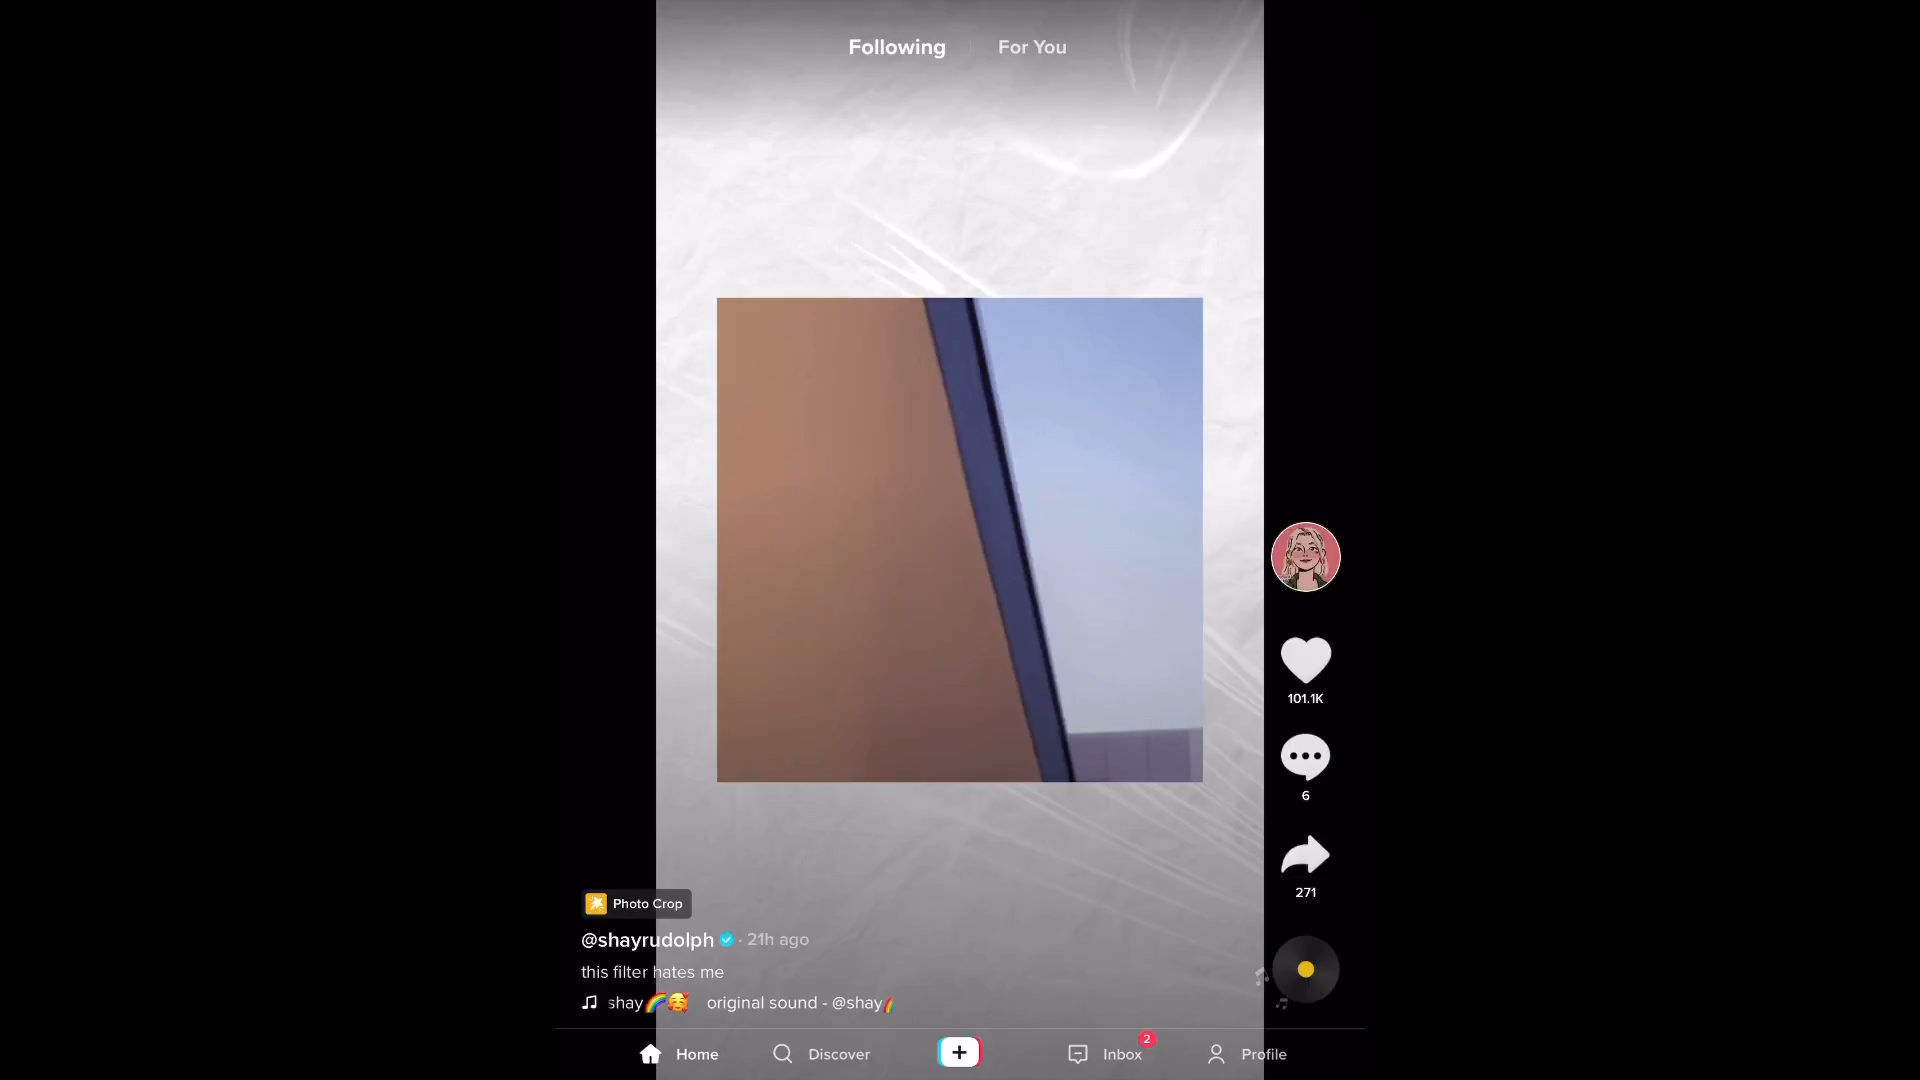 Following
For You
101.1K
6
271
Photo Crop
@shayrudolph · 21h ago
this filter hates me
shay🌈🥰 original sound - @shay
Home
Discover
Inbox
2
Profile